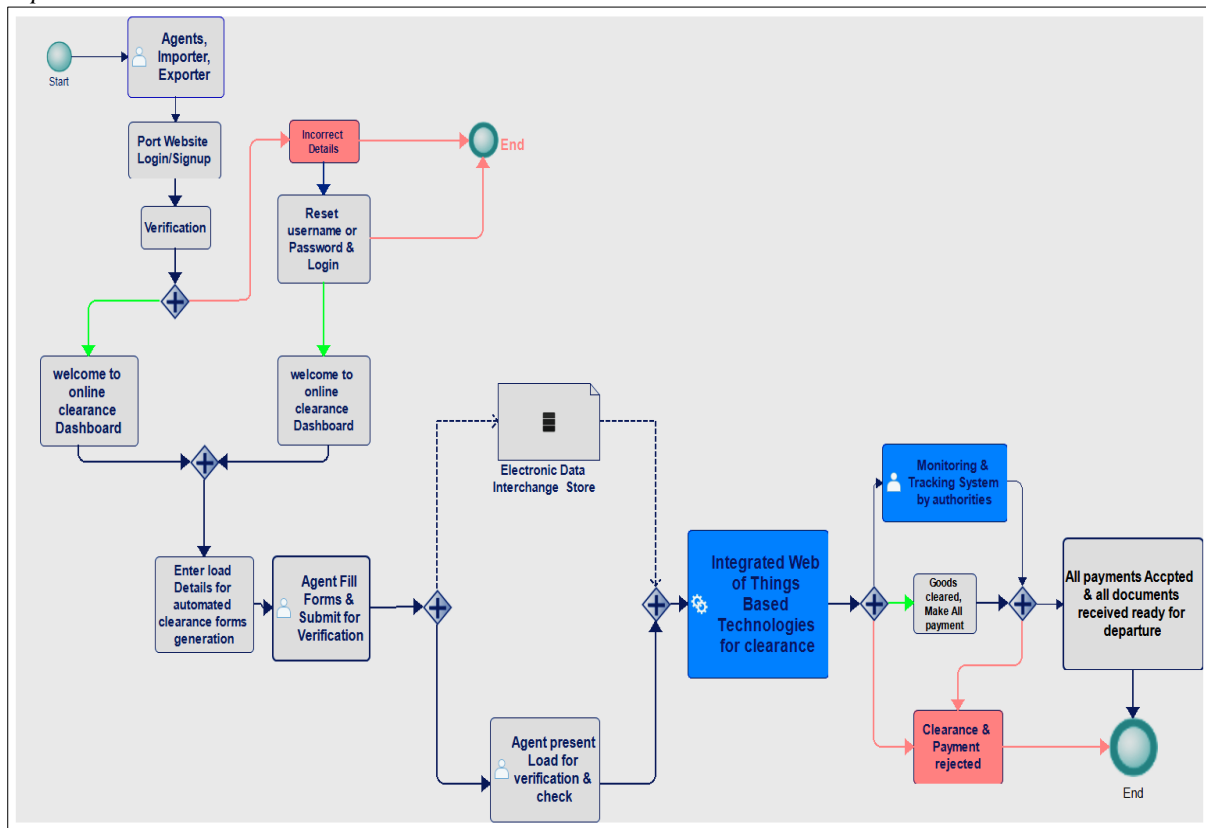 Agents,
Importer,
Exporter
Start
Port Website
Login/Signup
Incorrect
Details
End
Verification
Reset
username or
Password &
Login
welcome to
online
clearance
Dashboard
welcome to
online
clearance
Dashboard
Electronic Data
Interchange Store
Monitoring &
Tracking System
by authorities
Enter load
Details for
automated
clearance forms
generation
Agent Fill
Forms &
Submit for
Verification
Integrated Web
of Things
Based
Technologies
for clearance
Goods
cleared,
Make All
payment
All payments Accpted
& all documents
received ready for
departure
Agent present
Load for
verification &
check
Clearance &
Payment
rejected
End